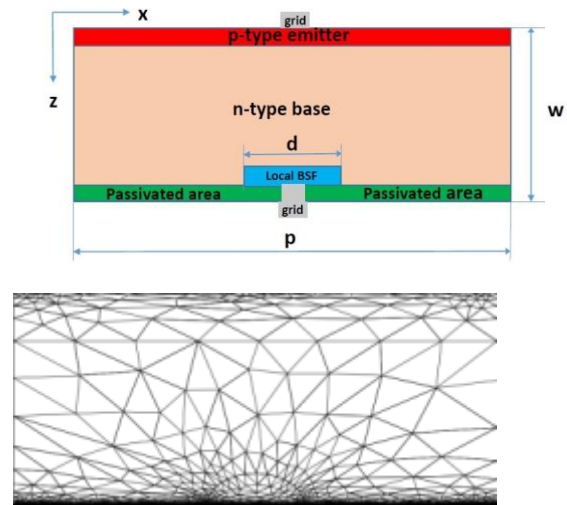 grid
x
p-type emitter
z
n-type base
w
d
Local BSF
Passivated area
Passivated area
grid
p